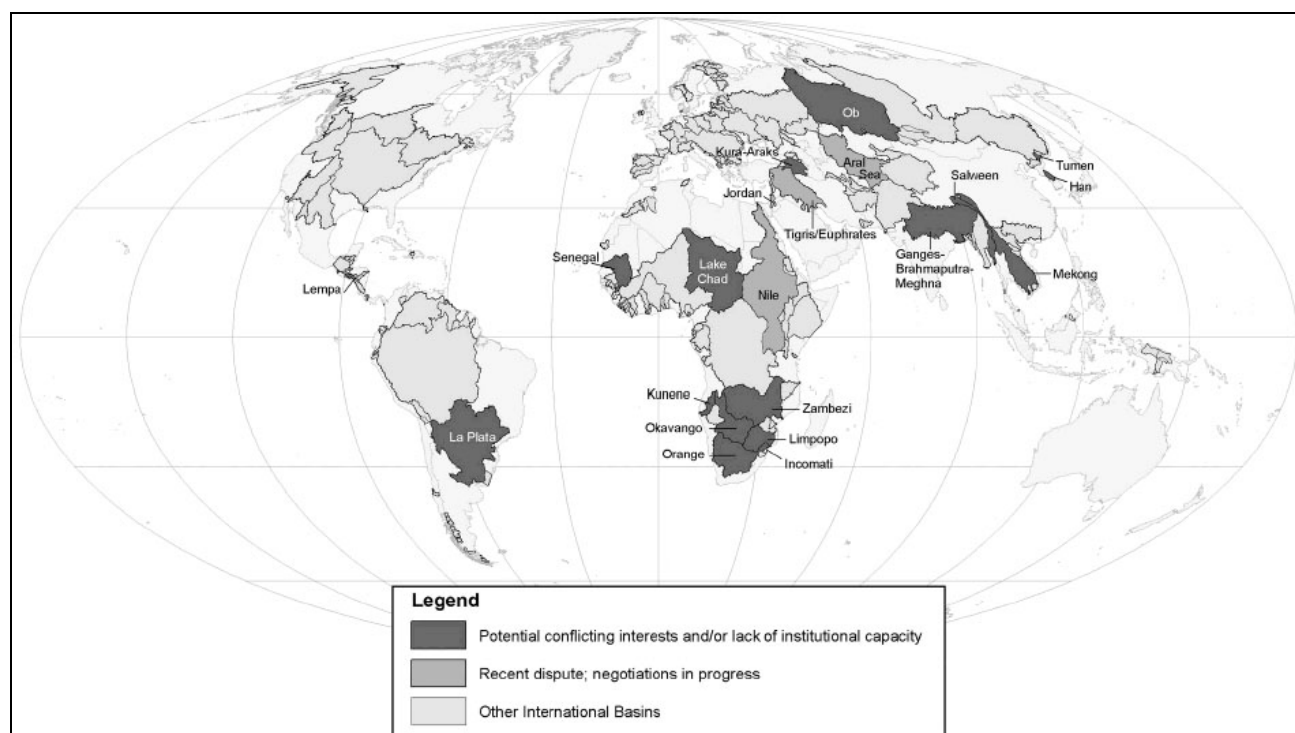 Ob
Kura-Araks
Aral
Sea
Tumen
Salween
Han
Jordan
Tigris/Euphrates
Senegal
Lake
Chad
Ganges-
Brahmaputra-
Meghna
Mekong
Lempa
Nile
Kunene
Zambezi
La Plata
Okavango
Limpopo
Orange
Incomati
Legend
Potential conflicting interests and/or lack of institutional capacity
Recent dispute; negotiations in progress
Other International Basins